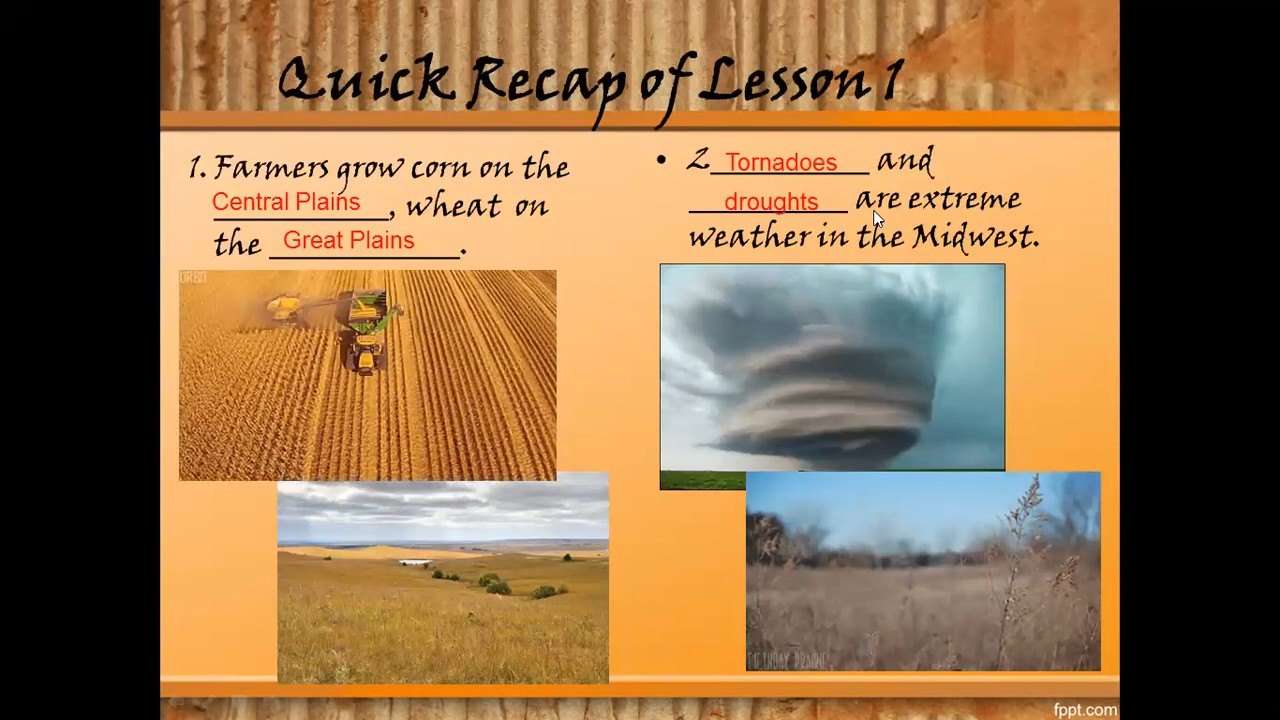 Quick Recap of Lesson 1
1. Farmers grow corn on the
Central Plains, wheat on
the Great Plains.
• 2. Tornadoes and
droughts are extreme
weather in the Midwest.
ORBIT
fppt.com